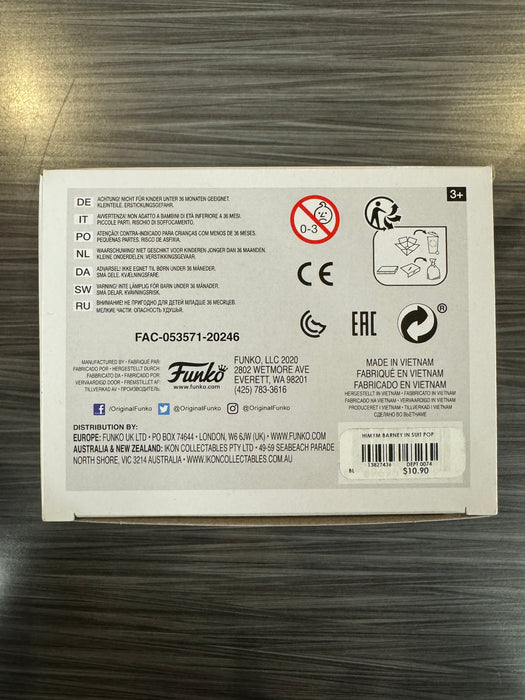 DE ACHTUNG! NICHT FÜR KINDER UNTER 36 MONATEN GEEIGNET.
KLEINTEILE. ERSTICKUNGSGEFAHR.
IT AVVERTENZA! NON ADATTO A BAMBINI DI ETÀ INFERIORE A 36 MESI.
PICCOLE PARTI. RISCHIO DI SOFFOCAMENTO.
PO ATENÇÃO! CONTRA-INDICADO PARA CRIANÇAS COM MENOS DE 36 MESES.
PEQUENAS PARTES. RISCO DE ASFIXIA.
NL WAARSCHUWING! NIET GESCHIKT VOOR KINDEREN JONGER DAN 36 MAANDEN.
KLEINE ONDERDELEN. VERSTIKKINGSGEVAAR.
DA ADVARSEL! IKKE EGNET TIL BØRN UNDER 36 MÅNEDER.
SMÅ DELE. KVÆLNINGSFARE.
SW VARNING! INTE LÄMPLIG FÖR BARN UNDER 36 MÅNADER.
SMÅ DELAR. KVÄVNINGSRISK.
RU ВНИМАНИЕ! НЕ ПРИГОДНО ДЛЯ ДЕТЕЙ МЛАДШЕ 36 МЕСЯЦЕВ.
МЕЛКИЕ ЧАСТИ. ОПАСНОСТЬ УДУШЬЯ.
0-3
3+
CE
EAC
®
FAC-053571-20246
MANUFACTURED BY • FABRIQUÉ PAR:
FABRICADO POR • HERGESTELLT DURCH:
FABBRICATO DA • FABRICADO POR:
VERVAARDIGD DOOR • FREMSTILLET AF:
TILLVERKAD AV • ПРОИЗВОДИТЕЛЬ:
Funko
www.funko.com
FUNKO, LLC 2020
2802 WETMORE AVE
EVERETT, WA 98201
(425) 783-3616
/OriginalFunko
@OriginalFunko
@OriginalFunko
MADE IN VIETNAM
FABRIQUÉ EN VIETNAM
FABRICADO EN VIETNAM
HERGESTELLT IN VIETNAM • FABBRICATO IN VIETNAM
FABRICADO EM VIETNAM • VERVAARDIGD IN VIETNAM
PRODUCERET I VIETNAM • TILLVERKAD I VIETNAM
DISTRIBUTION BY:
EUROPE: FUNKO UK LTD • PO BOX 74644 • LONDON, W6 6JW (UK) • WWW.FUNKO.COM
AUSTRALIA & NEW ZEALAND: IKON COLLECTABLES PTY LTD • 49-59 SEABEACH PARADE
NORTH SHORE, VIC 3214 AUSTRALIA • WWW.IKONCOLLECTABLES.COM.AU
HIMYM BARNEY IN SUIT POP
13827436 DEPT 0074
BL $10.90